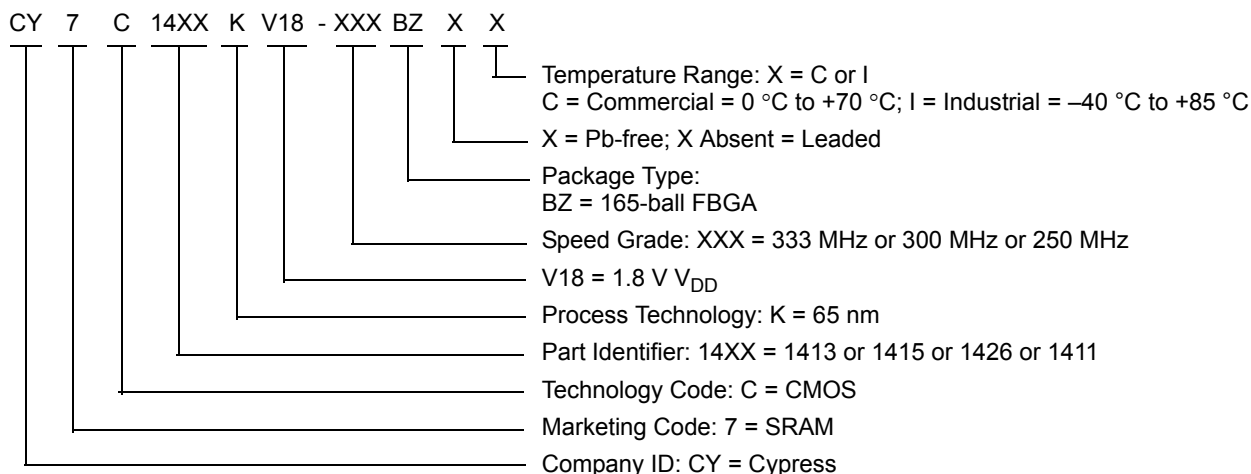 CY 7 C 14XX K V18 - XXX BZ X X
Temperature Range: X = C or I
C = Commercial = 0 °C to +70 °C; I = Industrial = –40 °C to +85 °C
X = Pb-free; X Absent = Leaded
Package Type:
BZ = 165-ball FBGA
Speed Grade: XXX = 333 MHz or 300 MHz or 250 MHz
V18 = 1.8 V VDD
Process Technology: K = 65 nm
Part Identifier: 14XX = 1413 or 1415 or 1426 or 1411
Technology Code: C = CMOS
Marketing Code: 7 = SRAM
Company ID: CY = Cypress